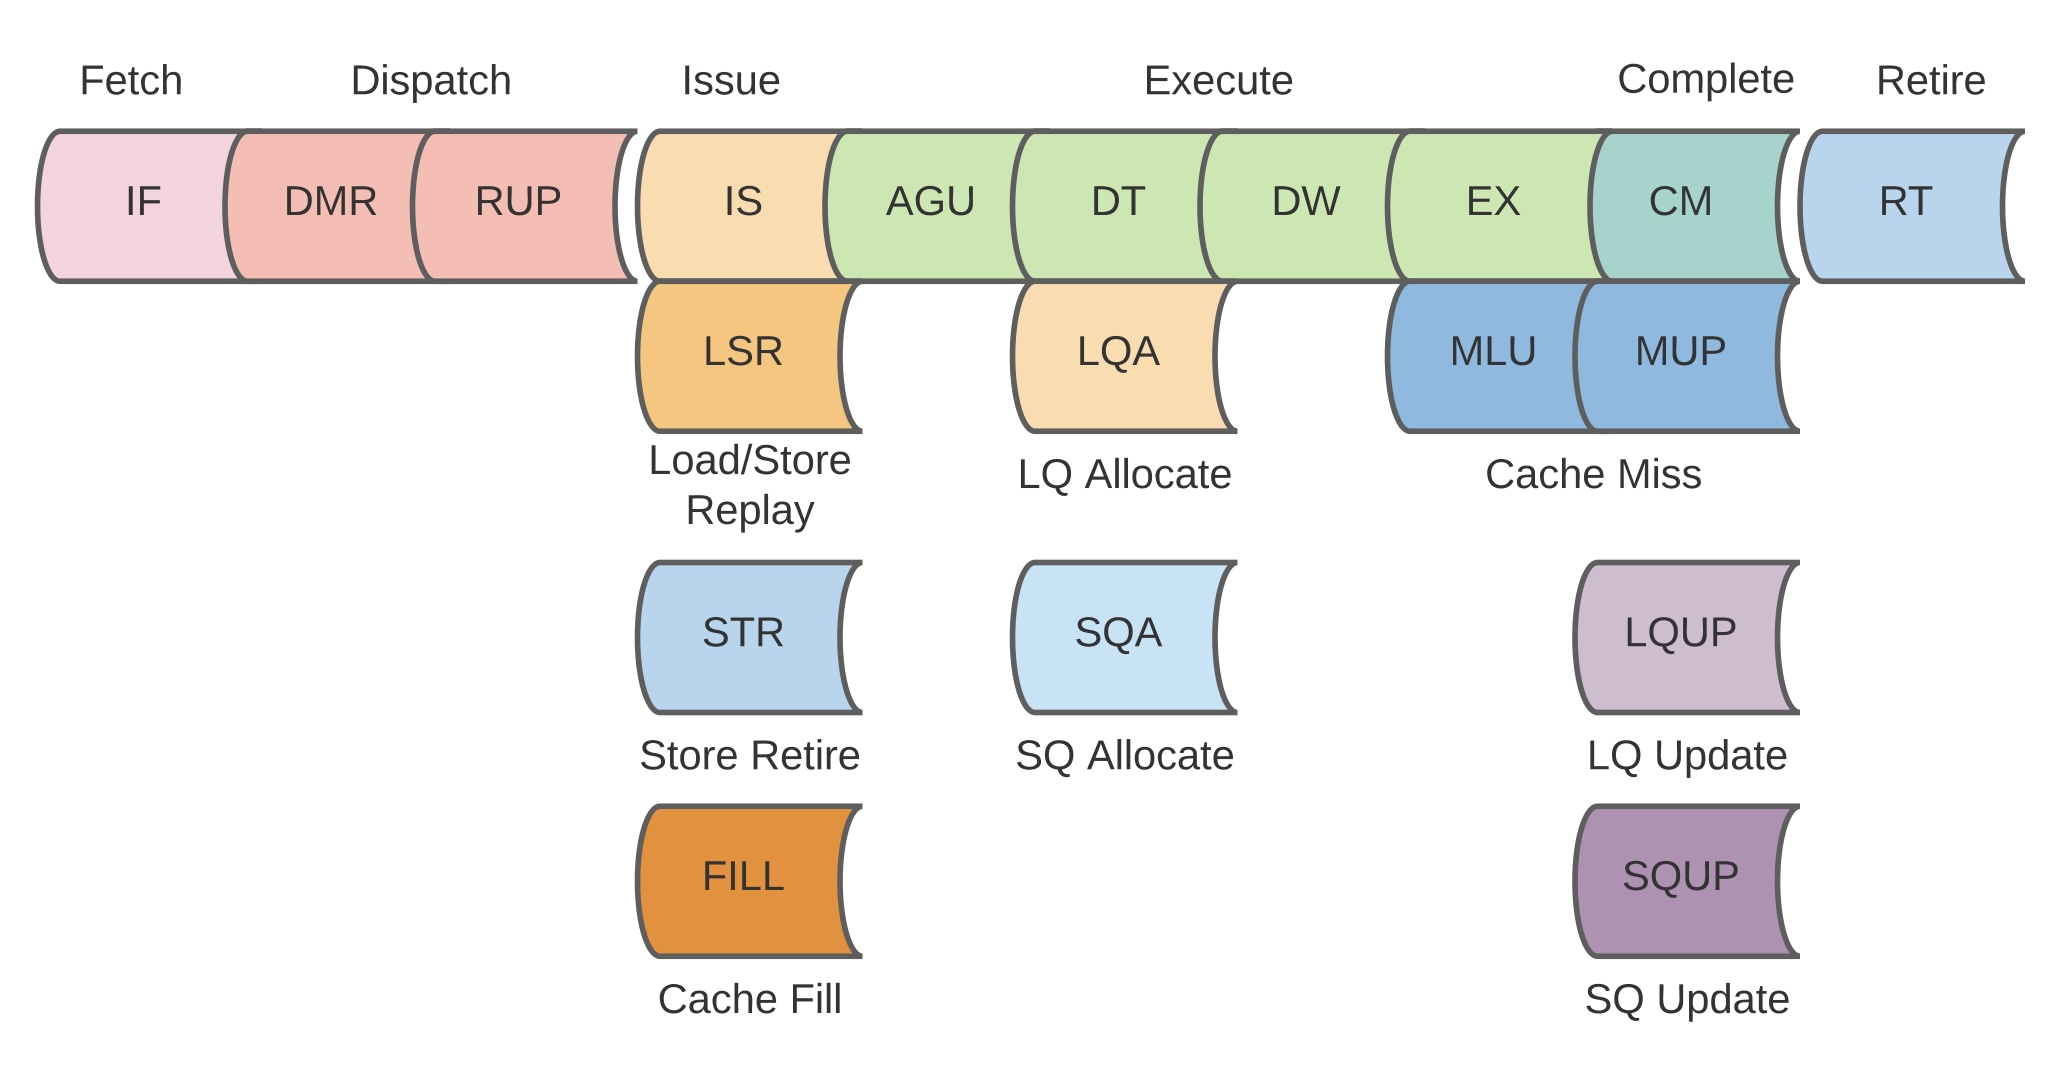 Fetch
Dispatch
Issue
Execute
Complete
Retire
IF
DMR
RUP
IS
AGU
DT
DW
EX
CM
RT
LSR
LQA
MLU
MUP
Load/Store
Replay
LQ Allocate
Cache Miss
STR
SQA
LQUP
Store Retire
SQ Allocate
LQ Update
FILL
SQUP
Cache Fill
SQ Update